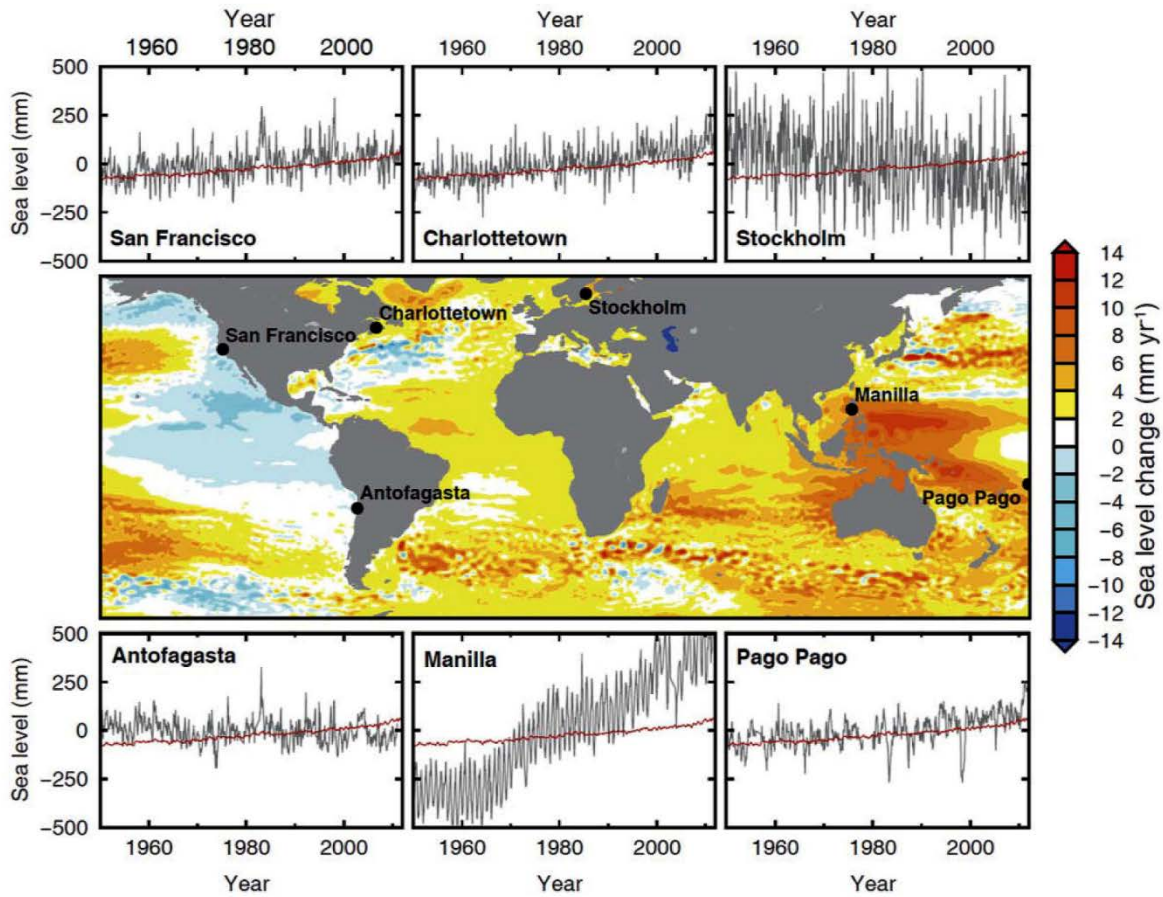 Year Year
1960 1980 2000 1960 1980 2000 1960 1980 2000
500
250
0
−250
−500
Sea level (mm)
San Francisco Charlottetown Stockholm
Stockholm
Charlottetown
San Francisco
Manilla
Antofagasta
Pago Pago
14
12
10
8
6
4
2
0
−2
−4
−6
−8
−10
−12
−14
Sea level change (mm yr⁻¹)
500
250
0
−250
−500
Sea level (mm)
Antofagasta Manilla Pago Pago
1960 1980 2000 1960 1980 2000 1960 1980 2000
Year Year Year